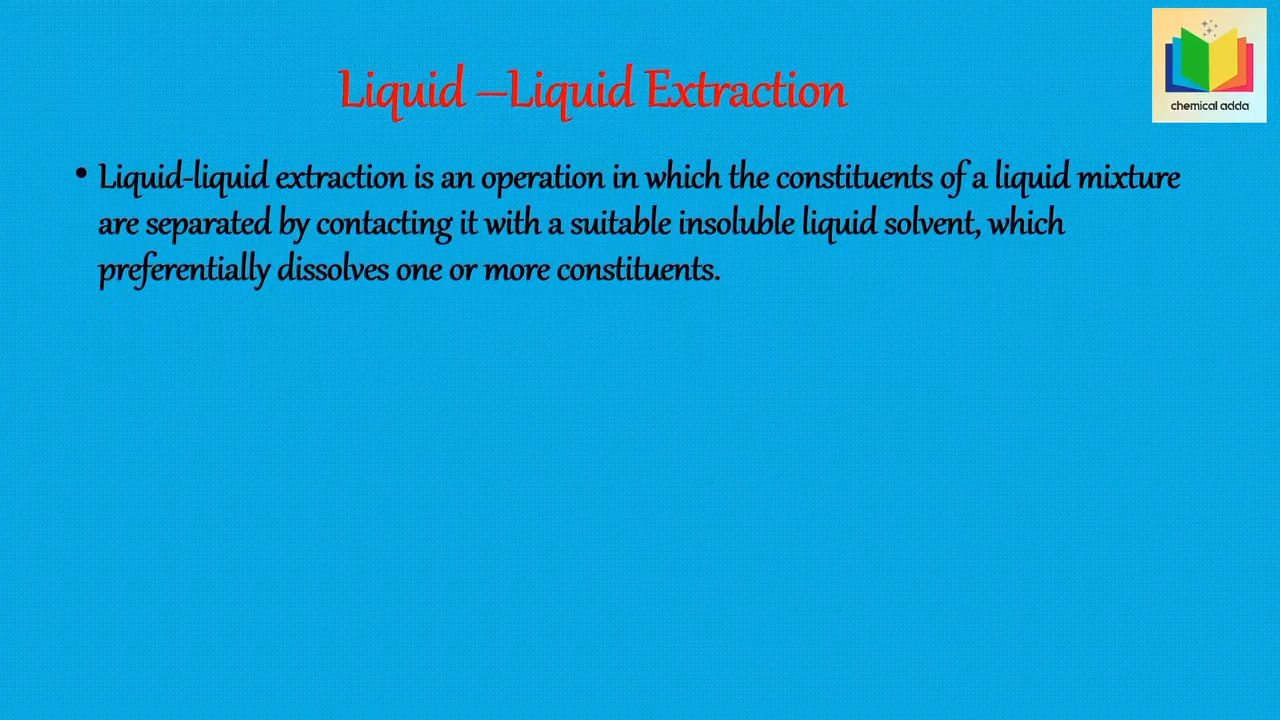 chemical adda
Liquid –Liquid Extraction
• Liquid-liquid extraction is an operation in which the constituents of a liquid mixture
are separated by contacting it with a suitable insoluble liquid solvent, which
preferentially dissolves one or more constituents.